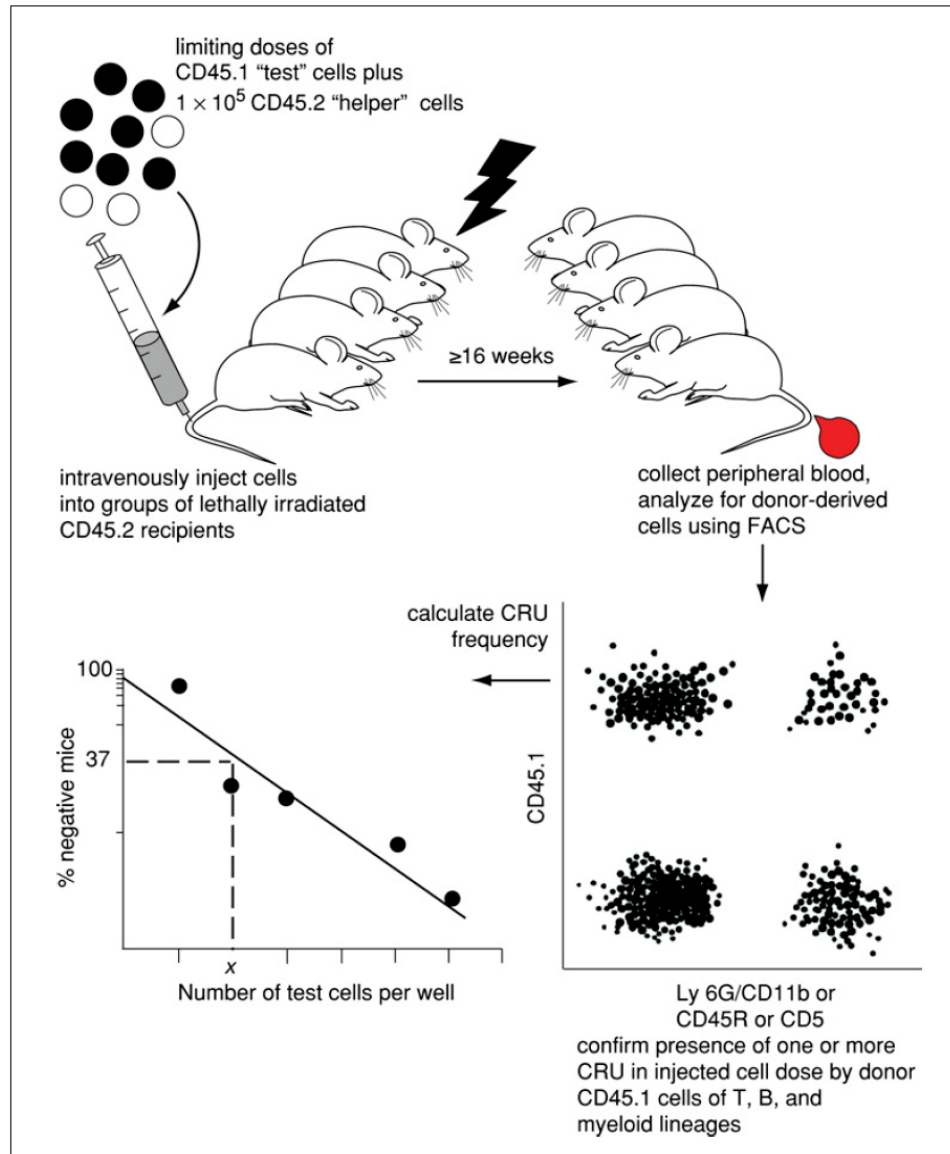 limiting doses of
CD45.1 “test” cells plus
1 × 10⁵ CD45.2 “helper” cells
≥16 weeks
intravenously inject cells
into groups of lethally irradiated
CD45.2 recipients
collect peripheral blood,
analyze for donor-derived
cells using FACS
calculate CRU
frequency
100
37
% negative mice
x
Number of test cells per well
CD45.1
Ly 6G/CD11b or
CD45R or CD5
confirm presence of one or more
CRU in injected cell dose by donor
CD45.1 cells of T, B, and
myeloid lineages